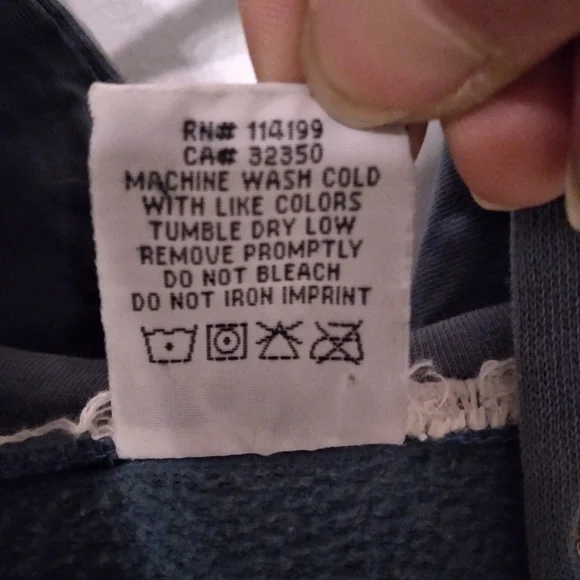 RN# 114199
CA# 32350
MACHINE WASH COLD
WITH LIKE COLORS
TUMBLE DRY LOW
REMOVE PROMPTLY
DO NOT BLEACH
DO NOT IRON IMPRINT